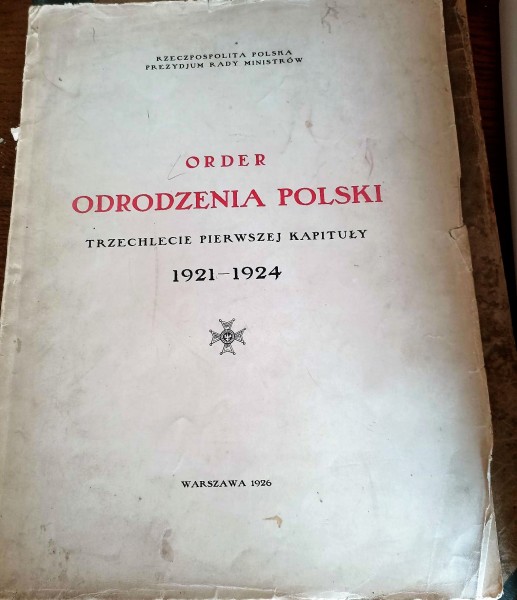 RZECZPOSPOLITA POLSKA
PREZYDJUM RADY MINISTRÓW
ORDER
ODRODZENIA POLSKI
TRZECHLECIE PIERWSZEJ KAPITUŁY
1921–1924
WARSZAWA 1926